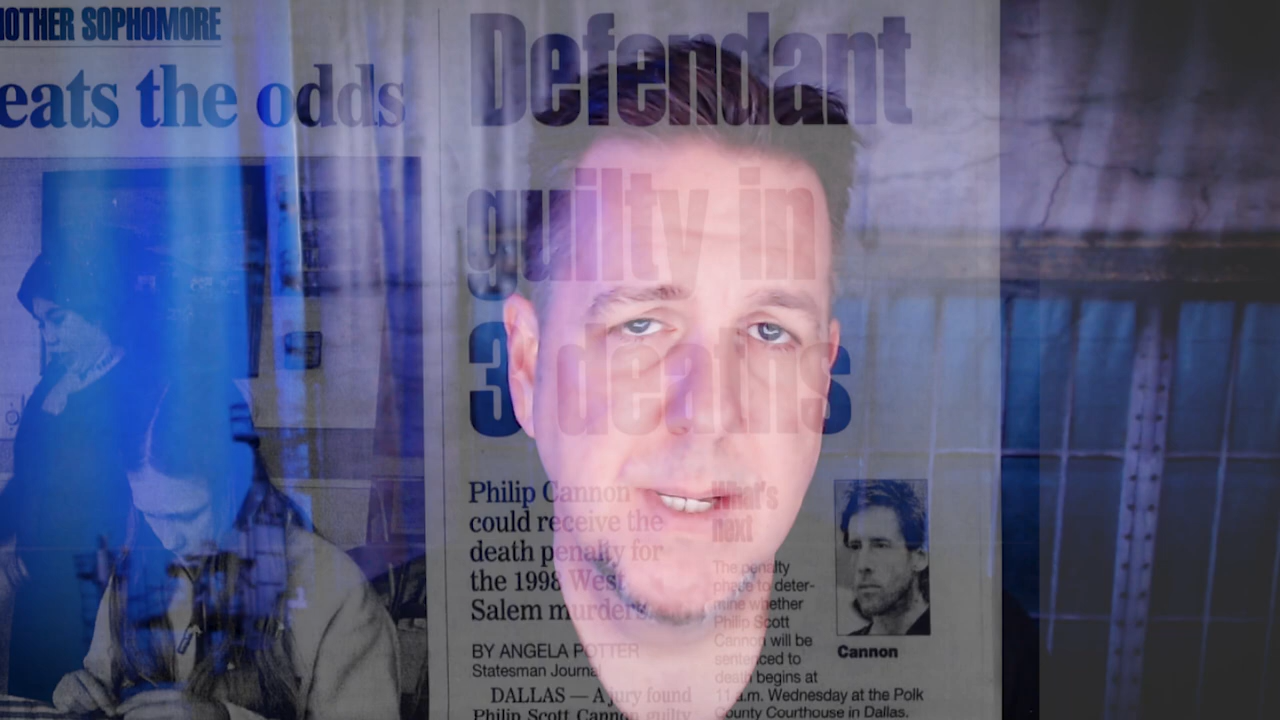 NOTHER SOPHOMORE
eats the odds
Defendant
guilty in
3 deaths
Philip Cannon
could receive the
death penalty for
the 1998 West
Salem murders.
BY ANGELA POTTER
Statesman Journa
DALLAS — A jury found
Philip Scott Cannon guilty
What's
next
The penalty
phase to deter-
mine whether
Philip Scott
Cannon will be
sentenced to
death begins at
11 a.m. Wednesday at the Polk
County Courthouse in Dallas.
Cannon